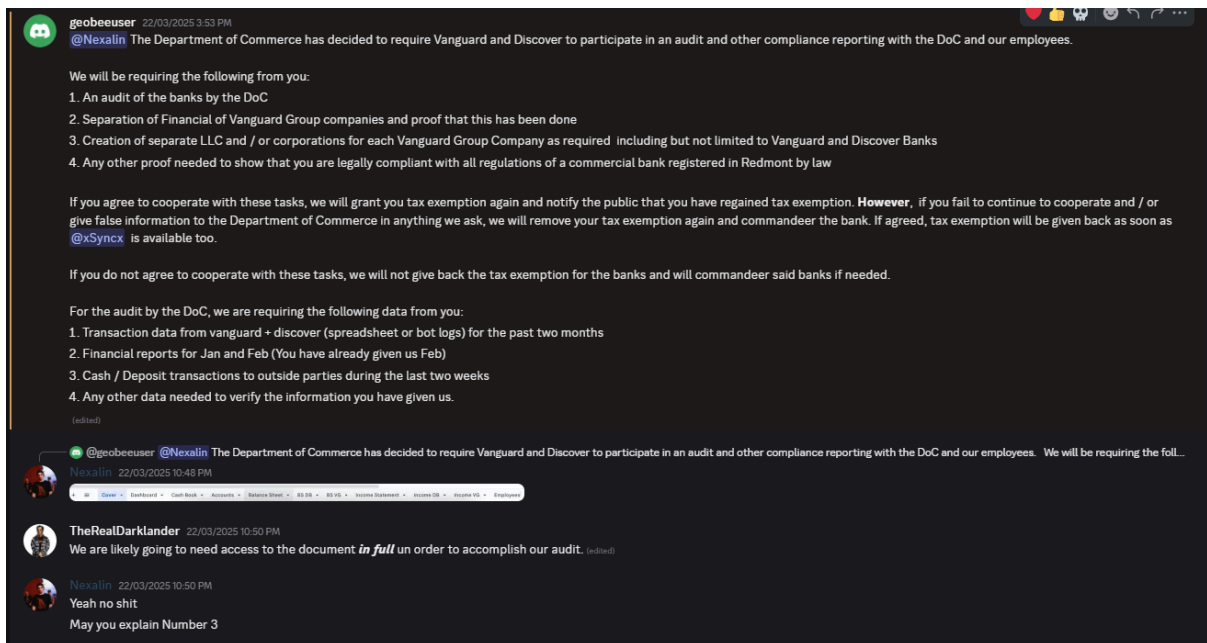 geobeeuser 22/03/2025 3:53 PM
@Nexalin The Department of Commerce has decided to require Vanguard and Discover to participate in an audit and other compliance reporting with the DoC and our employees.
We will be requiring the following from you:
1. An audit of the banks by the DoC
2. Separation of Financial of Vanguard Group companies and proof that this has been done
3. Creation of separate LLC and / or corporations for each Vanguard Group Company as required including but not limited to Vanguard and Discover Banks
4. Any other proof needed to show that you are legally compliant with all regulations of a commercial bank registered in Redmont by law
If you agree to cooperate with these tasks, we will grant you tax exemption again and notify the public that you have regained tax exemption. However, if you fail to continue to cooperate and / or
give false information to the Department of Commerce in anything we ask, we will remove your tax exemption again and commandeer the bank. If agreed, tax exemption will be given back as soon as
@xSyncx is available too.
If you do not agree to cooperate with these tasks, we will not give back the tax exemption for the banks and will commandeer said banks if needed.
For the audit by the DoC, we are requiring the following data from you:
1. Transaction data from vanguard + discover (spreadsheet or bot logs) for the past two months
2. Financial reports for Jan and Feb (You have already given us Feb)
3. Cash / Deposit transactions to outside parties during the last two weeks
4. Any other data needed to verify the information you have given us.
(edited)
@geobeeuser @Nexalin The Department of Commerce has decided to require Vanguard and Discover to participate in an audit and other compliance reporting with the DoC and our employees. We will be requiring the foll...
Nexalin 22/03/2025 10:48 PM
Cover Dashboard Cash Book Accounts Balance Sheet BS DB BS VG Income Statement Income DB Income VG Employees
TheRealDarklander 22/03/2025 10:50 PM
We are likely going to need access to the document in full un order to accomplish our audit. (edited)
Nexalin 22/03/2025 10:50 PM
Yeah no shit
May you explain Number 3